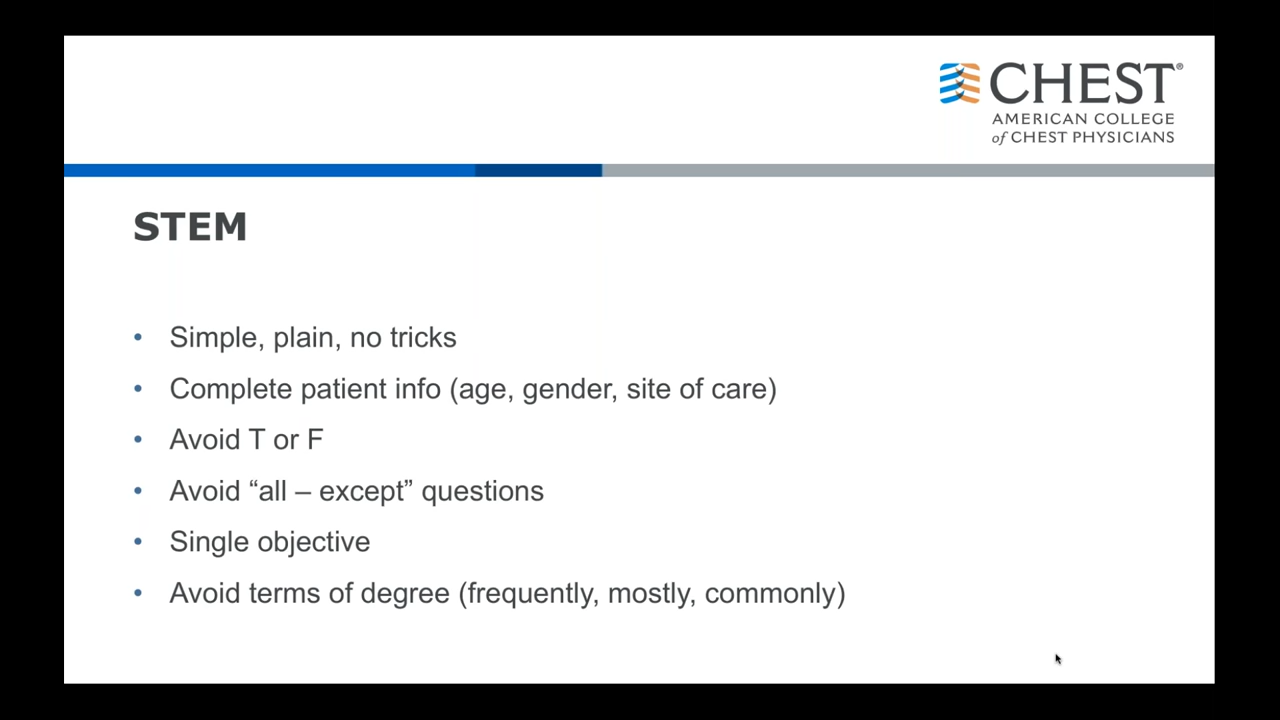 CHEST®
AMERICAN COLLEGE
of CHEST PHYSICIANS
STEM
• Simple, plain, no tricks
• Complete patient info (age, gender, site of care)
• Avoid T or F
• Avoid “all – except” questions
• Single objective
• Avoid terms of degree (frequently, mostly, commonly)